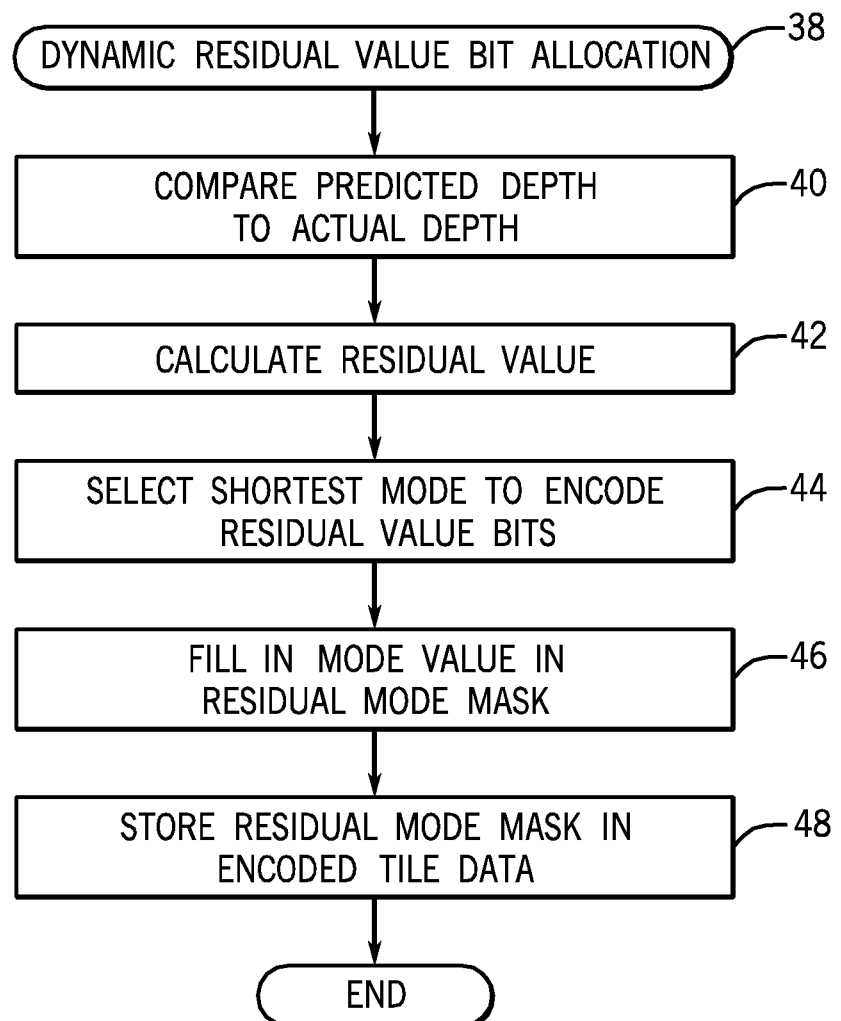 DYNAMIC RESIDUAL VALUE BIT ALLOCATION
38
COMPARE PREDICTED DEPTH
TO ACTUAL DEPTH
40
CALCULATE RESIDUAL VALUE
42
SELECT SHORTEST MODE TO ENCODE
RESIDUAL VALUE BITS
44
FILL IN MODE VALUE IN
RESIDUAL MODE MASK
46
STORE RESIDUAL MODE MASK IN
ENCODED TILE DATA
48
END